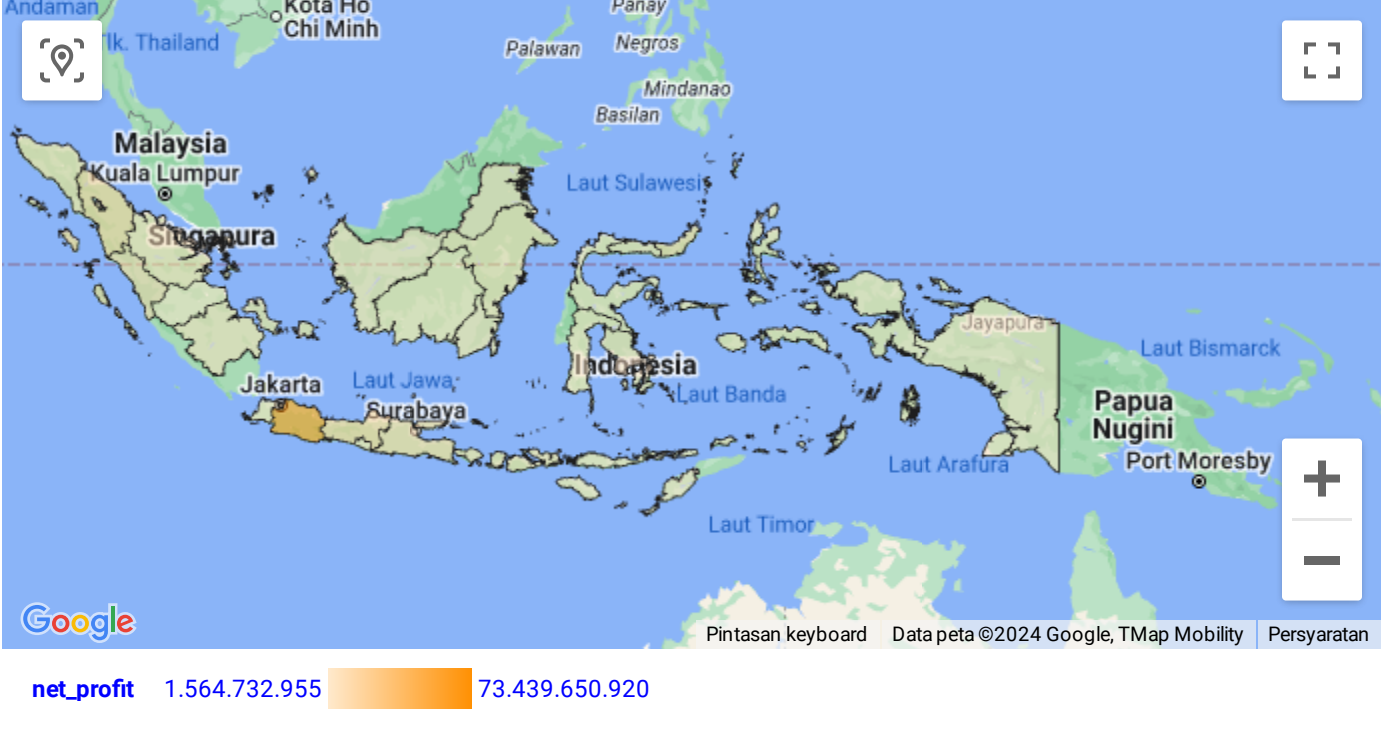 Andaman
Kota Ho
Chi Minh
Panay
Tlk. Thailand
Palawan
Negros
Mindanao
Basilan
Malaysia
Kuala Lumpur
Laut Sulawesi
Singapura
Jayapura
Laut Bismarck
Indonesia
Jakarta
Laut Jawa
Laut Banda
Surabaya
Papua
Nugini
Laut Arafura
Port Moresby
Laut Timor
Google
Pintasan keyboard
Data peta ©2024 Google, TMap Mobility
Persyaratan
net_profit 1.564.732.955 73.439.650.920